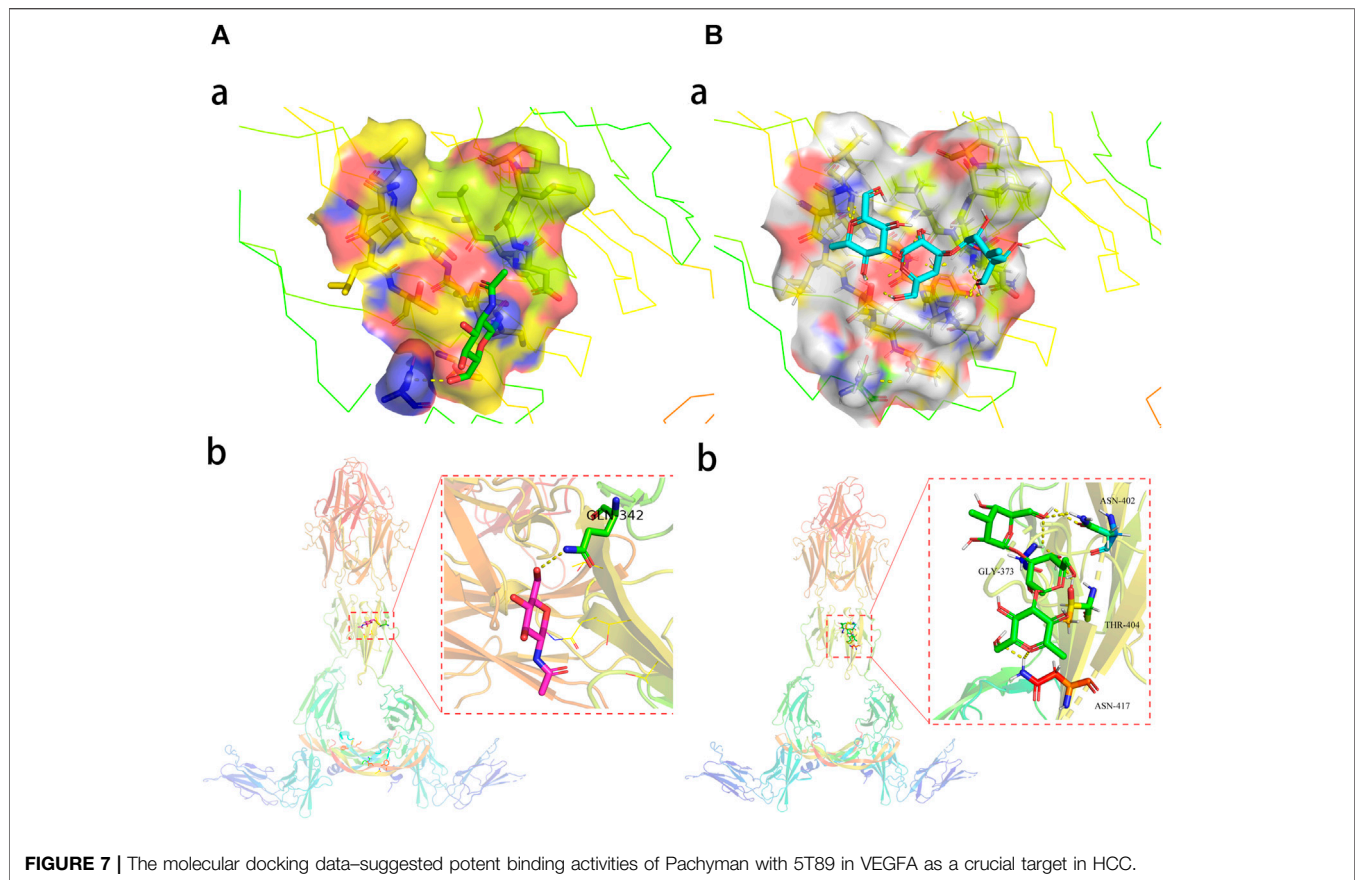 A
B
a
a
b
b
GLN-342
ASN-402
GLY-373
THR-404
ASN-417
FIGURE 7 | The molecular docking data–suggested potent binding activities of Pachyman with 5T89 in VEGFA as a crucial target in HCC.